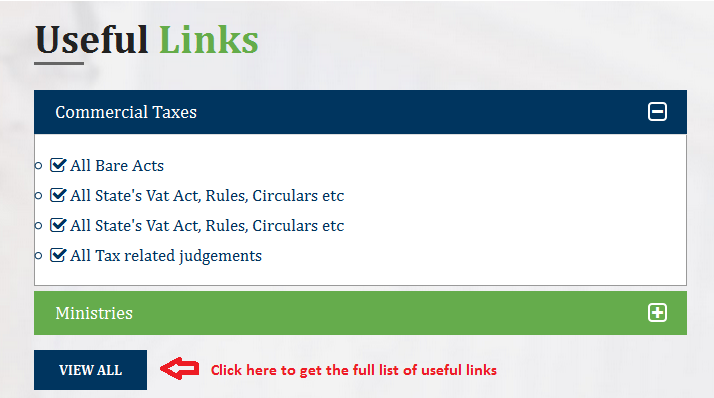 Useful Links
Commercial Taxes
All Bare Acts
All State's Vat Act, Rules, Circulars etc
All State's Vat Act, Rules, Circulars etc
All Tax related judgements
Ministries
VIEW ALL Click here to get the full list of useful links